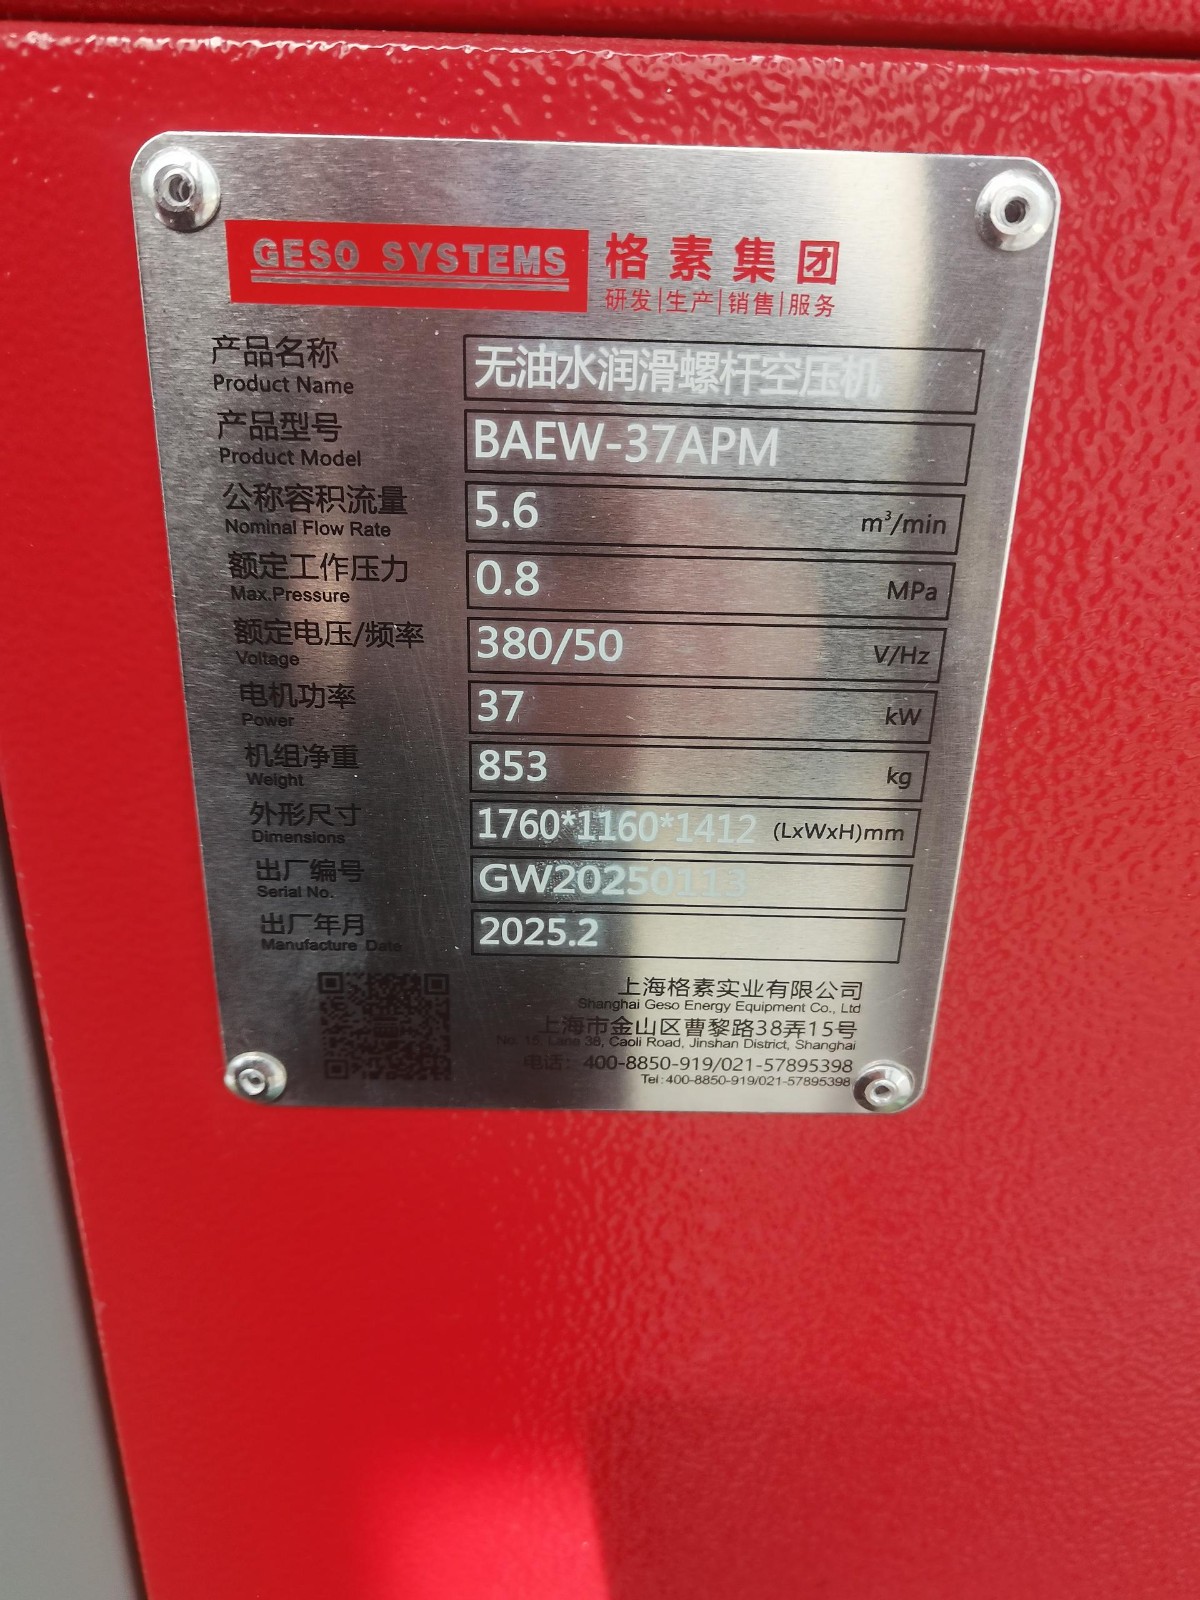 GESO SYSTEMS 格素集团
研发|生产|销售|服务
产品名称 无油水润滑螺杆空压机
Product Name
产品型号 BAEW-37APM
Product Model
公称容积流量 5.6 m³/min
Nominal Flow Rate
额定工作压力 0.8 MPa
Max.Pressure
额定电压/频率 380/50 V/Hz
Voltage
电机功率 37 kW
Power
机组净重 853 kg
Weight
外形尺寸 1760*1160*1412 (LxWxH)mm
Dimensions
出厂编号 GW20250113
Serial No.
出厂年月 2025.2
Manufacture Date
上海格素实业有限公司
Shanghai Geso Energy Equipment Co., Ltd
上海市金山区曹黎路38弄15号
No. 15, Lane 38, Caoli Road, Jinshan District, Shanghai
电话：400-8850-919/021-57895398
Tel:400-8850-919/021-57895398